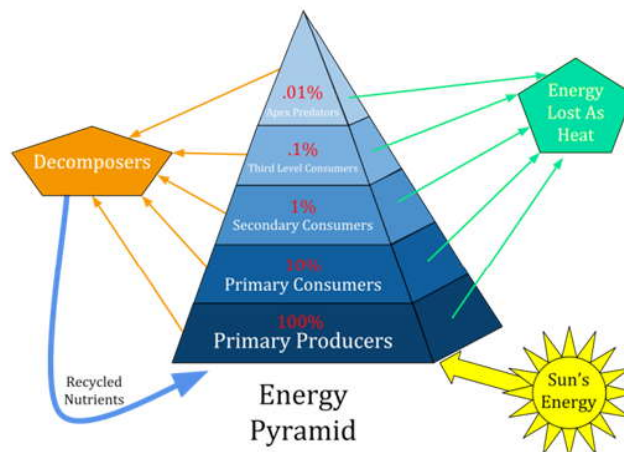 .01%
Apex Predators
Energy
Lost As
Heat
Decomposers
.1%
Third Level Consumers
1%
Secondary Consumers
10%
Primary Consumers
100%
Primary Producers
Recycled
Nutrients
Energy
Pyramid
Sun's
Energy